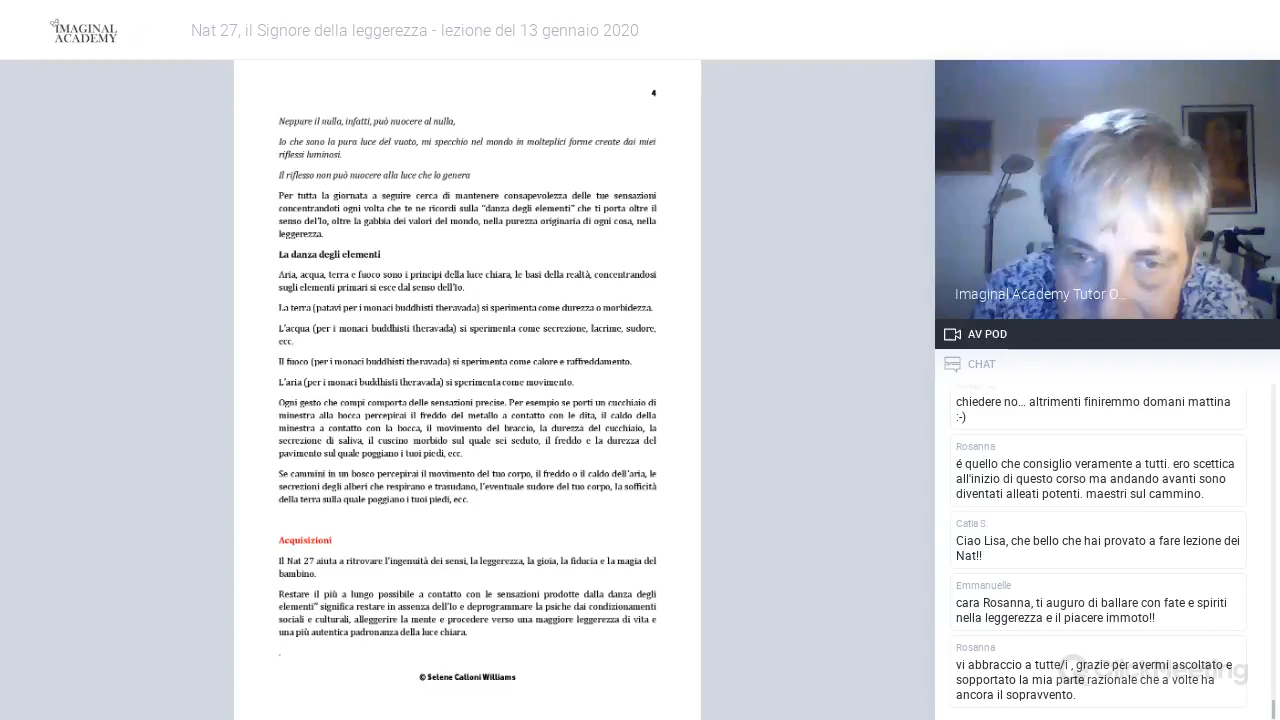 IMAGINAL
ACADEMY
Nat 27, il Signore della leggerezza - lezione del 13 gennaio 2020
4
Neppure il nulla, infatti, può nuocere al nulla,
Io che sono la pura luce del vuoto, mi specchio nel mondo in molteplici forme create dai miei
riflessi luminosi.
Il riflesso non può nuocere alla luce che lo genera
Per tutta la giornata a seguire cerca di mantenere consapevolezza delle tue sensazioni
concentrandoti ogni volta che te ne ricordi sulla “danza degli elementi” che ti porta oltre il
senso del’Io, oltre la gabbia dei valori del mondo, nella purezza originaria di ogni cosa, nella
leggerezza.
La danza degli elementi
Aria, acqua, terra e fuoco sono i principi della luce chiara, le basi della realtà, concentrandosi
sugli elementi primari si esce dal senso dell’Io.
La terra (patavi per i monaci buddhisti theravada) si sperimenta come durezza o morbidezza.
L’acqua (per i monaci buddhisti theravada) si sperimenta come secrezione, lacrime, sudore,
ecc.
Il fuoco (per i monaci buddhisti theravada) si sperimenta come calore e raffreddamento.
L’aria (per i monaci buddhisti theravada) si sperimenta come movimento.
Ogni gesto che compi comporta delle sensazioni precise. Per esempio se porti un cucchiaio di
minestra alla bocca percepirai il freddo del metallo a contatto con le dita, il caldo della
minestra a contatto con la bocca, il movimento del braccio, la durezza del cucchiaio, la
secrezione di saliva, il cuscino morbido sul quale sei seduto, il freddo e la durezza del
pavimento sul quale poggiano i tuoi piedi, ecc.
Se cammini in un bosco percepirai il movimento del tuo corpo, il freddo o il caldo dell’aria, le
secrezioni degli alberi che respirano e trasudano, l’eventuale sudore del tuo corpo, la sofficità
della terra sulla quale poggiano i tuoi piedi, ecc.
Acquisizioni
Il Nat 27 aiuta a ritrovare l’ingenuità dei sensi, la leggerezza, la gioia, la fiducia e la magia del
bambino.
Restare il più a lungo possibile a contatto con le sensazioni prodotte dalla danza degli
elementi” significa restare in assenza dell’Io e deprogrammare la psiche dai condizionamenti
sociali e culturali, alleggerire la mente e procedere verso una maggiore leggerezza di vita e
una più autentica padronanza della luce chiara.
.
© Selene Calloni Williams
Imaginal Academy Tutor O...
AV POD
CHAT
chiedere no... altrimenti finiremo domani mattina
:-)
Rosanna
é quello che consiglio veramente a tutti. ero scettica
all'inizio di questo corso ma andando avanti sono
diventati alleati potenti. maestri sul cammino.
Catia S.
Ciao Lisa, che bello che hai provato a fare lezione dei
Nat!!
Emmanuelle
cara Rosanna, ti auguro di ballare con fate e spiriti
nella leggerezza e il piacere immoto!!
Rosanna
vi abbraccio a tutte/i , grazie per avermi ascoltato e
sopportato la mia parte razionale che a volte ha
ancora il sopravvento.